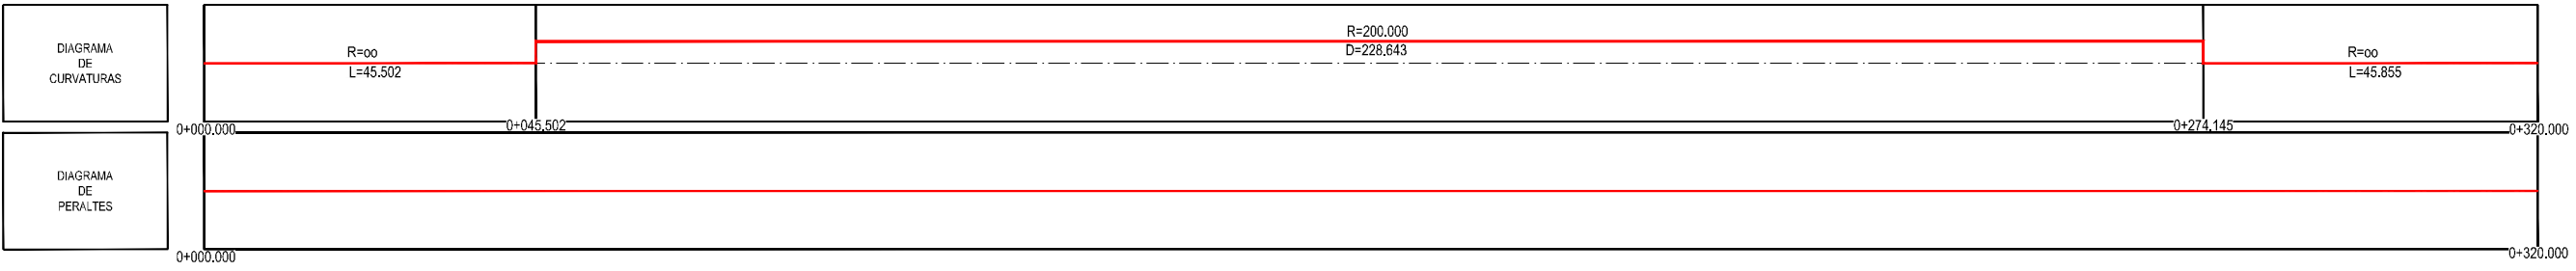 DIAGRAMA
DE
CURVATURAS
R=oo
L=45.502
R=200.000
D=228.643
R=oo
L=45.855
0+000.000
0+045.502
0+274.145
0+320.000
DIAGRAMA
DE
PERALTES
0+000.000
0+320.000